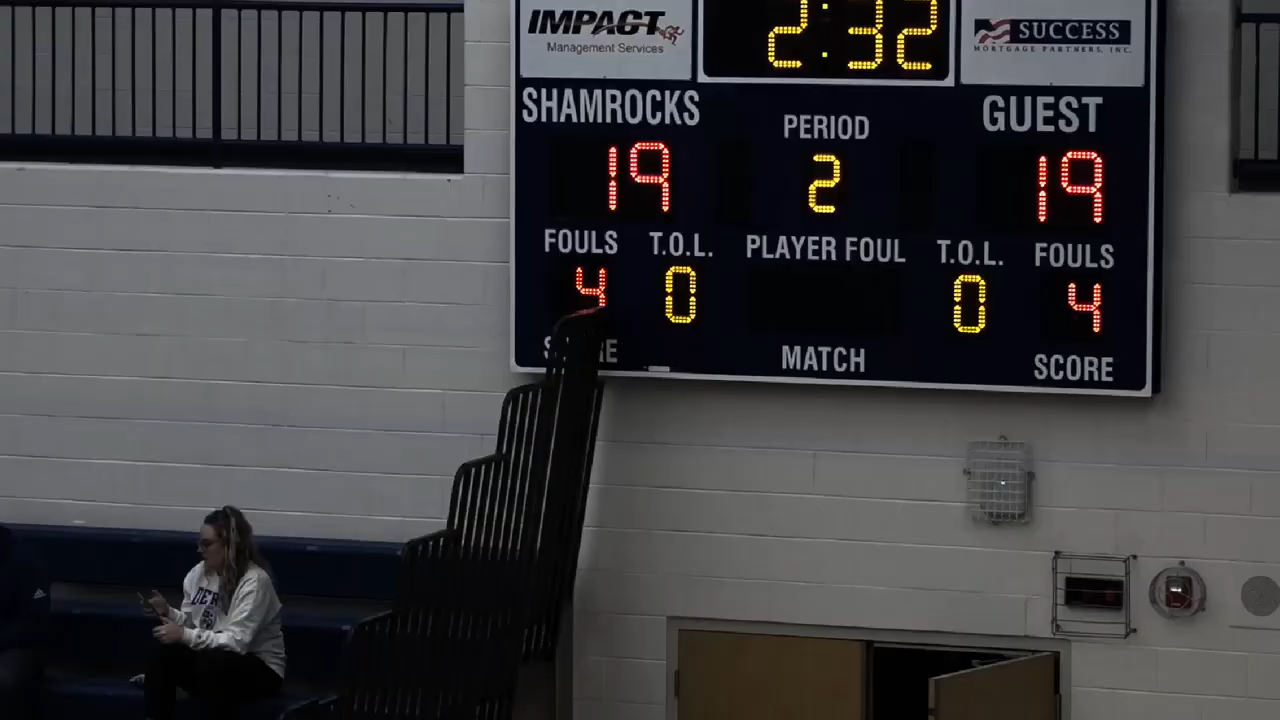 IMPACT
Management Services
2:32
SUCCESS
MORTGAGE PARTNERS, INC.
SHAMROCKS
PERIOD
GUEST
19
2
19
FOULS T.O.L. PLAYER FOUL T.O.L. FOULS
4 0 0 4
MATCH
SCORE